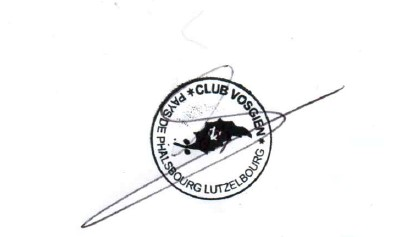 *CLUB VOSGIEN*
PAYS DE PHALSBOURG LUTZELBOURG